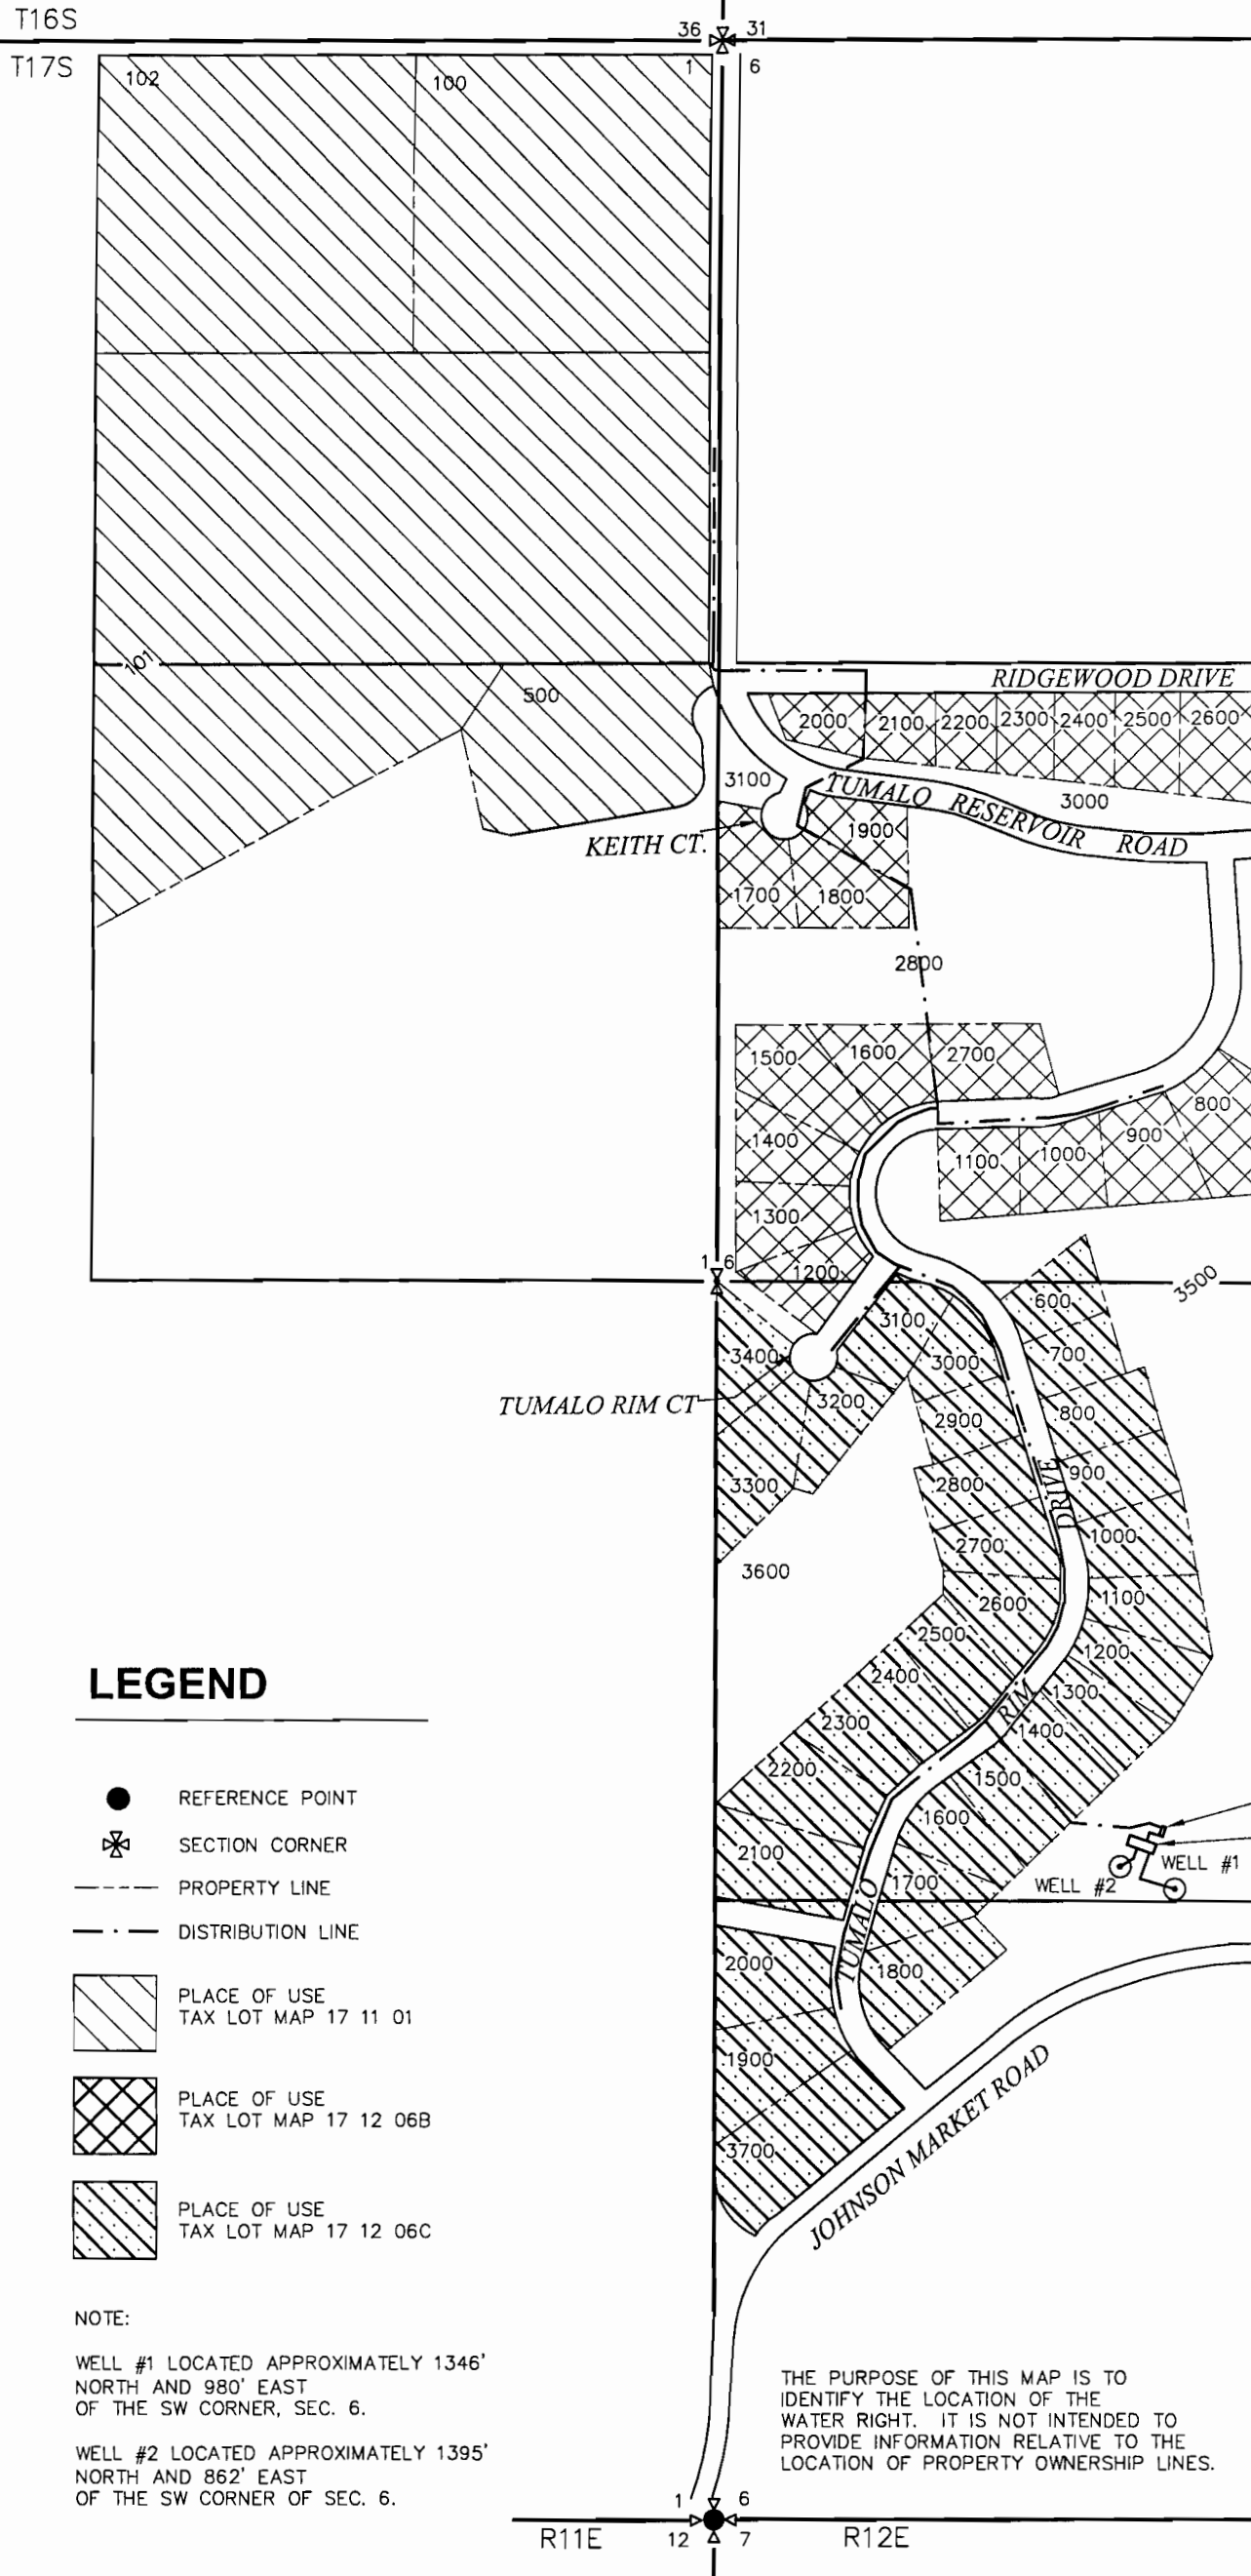 T16S
36 31
T17S
1 6
102
100
101
500
RIDGEWOOD DRIVE
2000 2100 2200 2300 2400 2500 2600
3100
TUMALO RESERVOIR ROAD
3000
KEITH CT.
1900
1700 1800
2800
1500 1600 2700
1400
1300
1200
1100 1000 900 800
1 6
3500
3400
3100
3000
600
700
TUMALO RIM CT
3200
2900
800
3300
2800
900
2700
1000
3600
2600
1100
2500
1200
2400
1300
2300
1400
2200
1500
1600
2100
1700
TUMALO RIM DRIVE
WELL #1
WELL #2
2000
1800
1900
3700
JOHNSON MARKET ROAD
LEGEND
REFERENCE POINT
SECTION CORNER
PROPERTY LINE
DISTRIBUTION LINE
PLACE OF USE
TAX LOT MAP 17 11 01
PLACE OF USE
TAX LOT MAP 17 12 06B
PLACE OF USE
TAX LOT MAP 17 12 06C
NOTE:
WELL #1 LOCATED APPROXIMATELY 1346'
NORTH AND 980' EAST
OF THE SW CORNER, SEC. 6.
WELL #2 LOCATED APPROXIMATELY 1395'
NORTH AND 862' EAST
OF THE SW CORNER OF SEC. 6.
THE PURPOSE OF THIS MAP IS TO
IDENTIFY THE LOCATION OF THE
WATER RIGHT. IT IS NOT INTENDED TO
PROVIDE INFORMATION RELATIVE TO THE
LOCATION OF PROPERTY OWNERSHIP LINES.
1 6
R11E 12 7 R12E